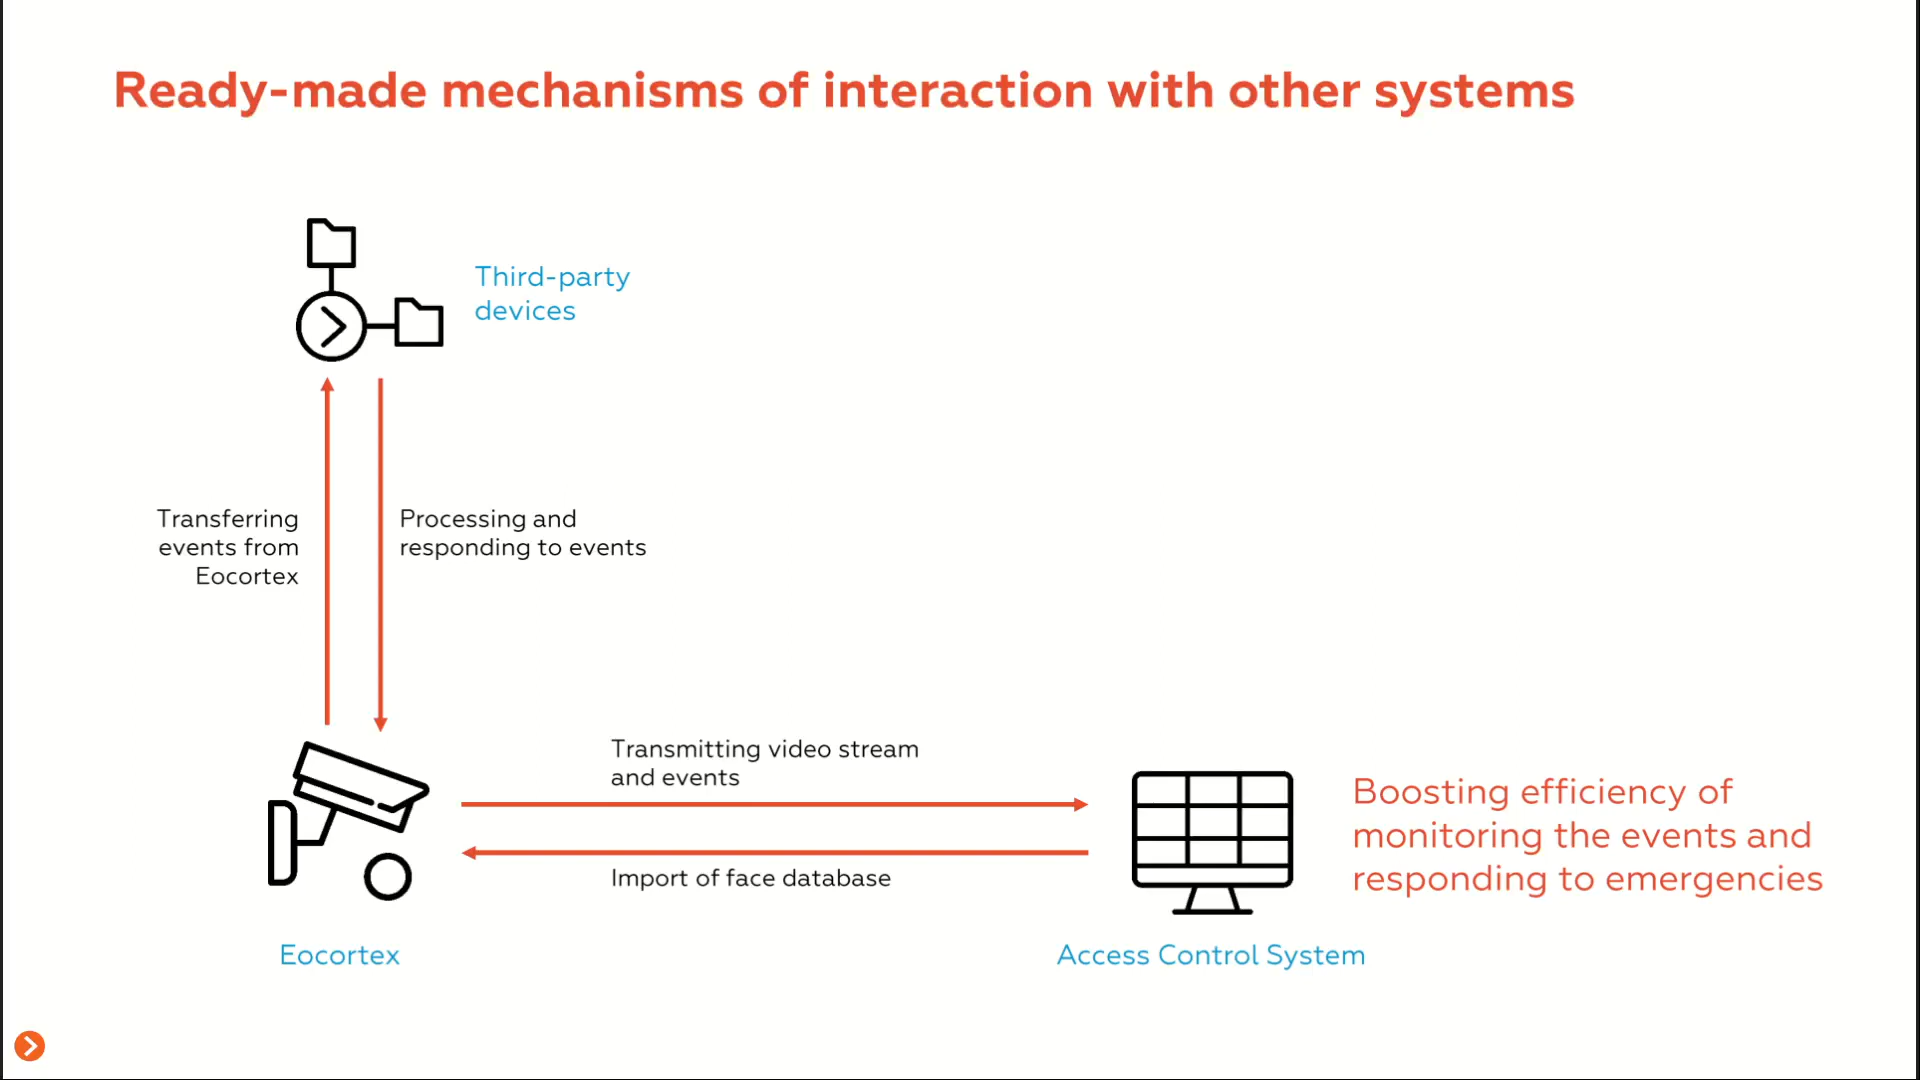 Ready-made mechanisms of interaction with other systems
Third-party
devices
Transferring
events from
Eocortex
Processing and
responding to events
Transmitting video stream
and events
Import of face database
Boosting efficiency of
monitoring the events and
responding to emergencies
Eocortex
Access Control System